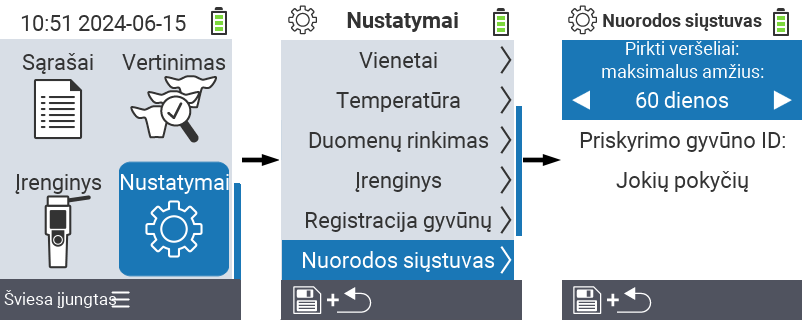 10:51 2024-06-15
Sąrašai
Vertinimas
Įrenginys
Nustatymai
Šviesa įjungtas
Nustatymai
Vienetai
Temperatūra
Duomenų rinkimas
Įrenginys
Registracija gyvūnų
Nuorodos siųstuvas
Nuorodos siųstuvas
Pirkti veršeliai:
maksimalus amžius:
60 dienos
Priskyrimo gyvūno ID:
Jokių pokyčių